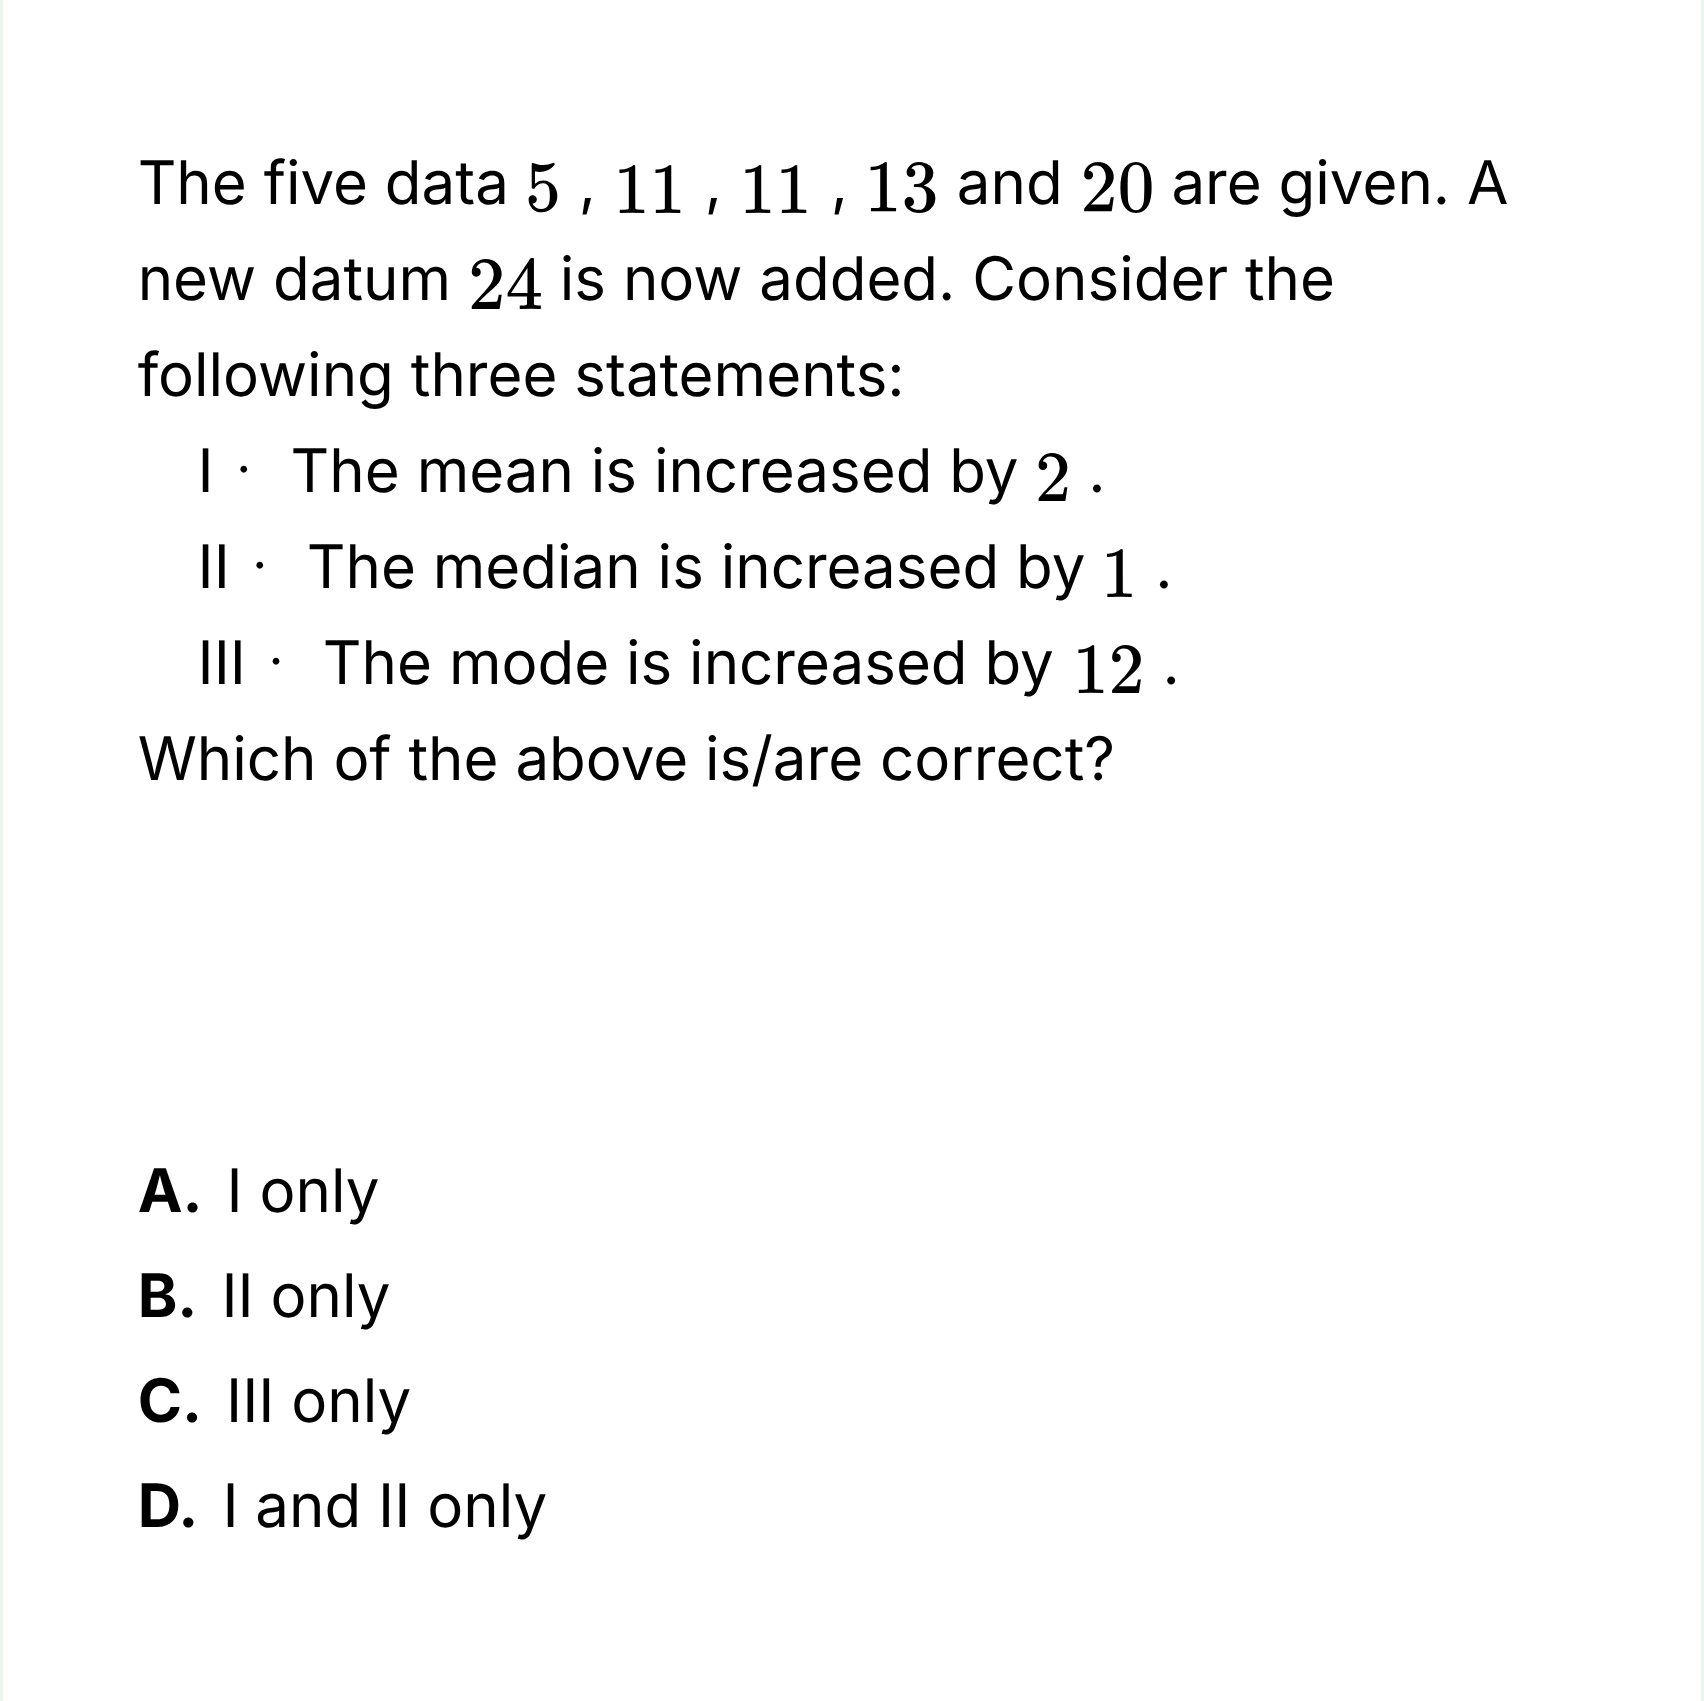 The five data 5 , 11 , 11 , 13 and 20 are given. A
new datum 24 is now added. Consider the
following three statements:
I · The mean is increased by 2 .
II · The median is increased by 1 .
III · The mode is increased by 12 .
Which of the above is/are correct?
A. I only
B. II only
C. III only
D. I and II only